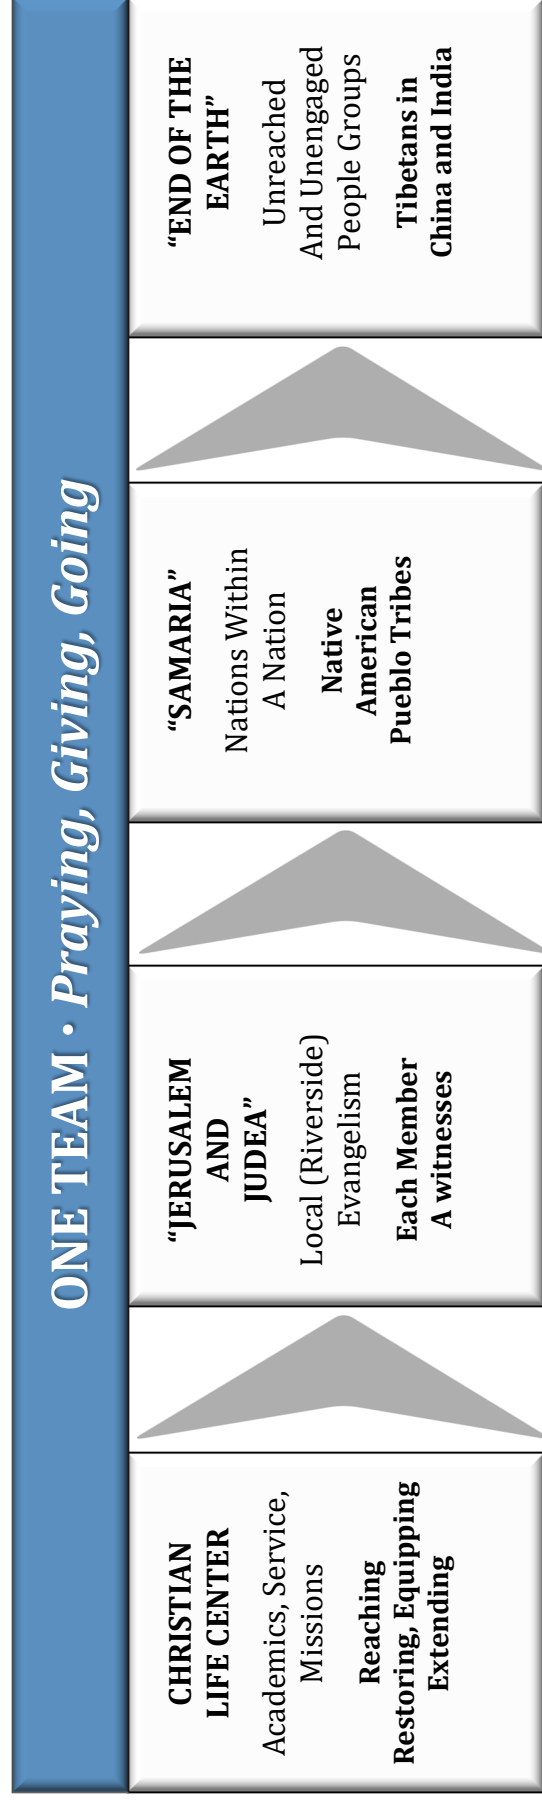 ONE TEAM • Praying, Giving, Going
CHRISTIAN
LIFE CENTER
Academics, Service,
Missions
Reaching
Restoring, Equipping
Extending
“JERUSALEM
AND
JUDEA”
Local (Riverside)
Evangelism
Each Member
A witnesses
“SAMARIA”
Nations Within
A Nation
Native
American
Pueblo Tribes
“END OF THE
EARTH”
Unreached
And Unengaged
People Groups
Tibetans in
China and India